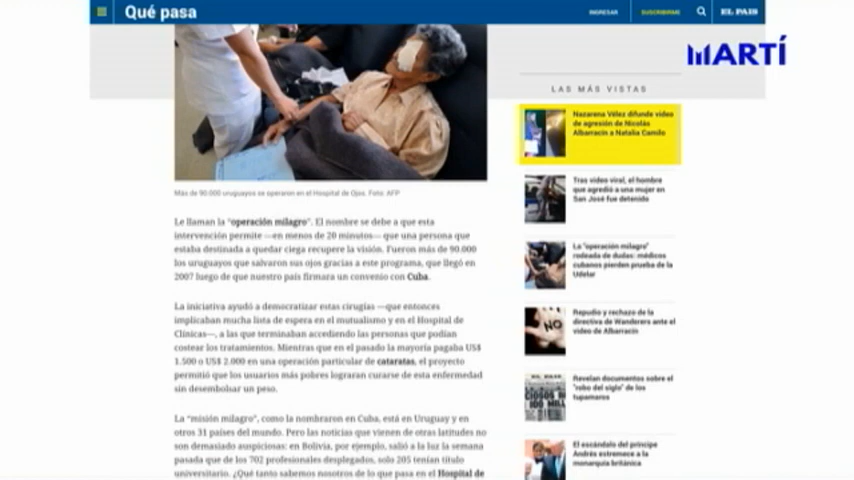 Qué pasa
INGRESAR
SUSCRIBIRME
EL PAIS
MARTÍ
Más de 90.000 uruguayos se operaron en el Hospital de Ojos. Foto: AFP
Le llaman la "operación milagro". El nombre se debe a que esta
intervención permite —en menos de 20 minutos— que una persona que
estaba destinada a quedar ciega recupere la visión. Fueron más de 90.000
los uruguayos que salvaron sus ojos gracias a este programa, que llegó en
2007 luego de que nuestro país firmara un convenio con Cuba.
La iniciativa ayudó a democratizar estas cirugías —que entonces
implicaban mucha lista de espera en el mutualismo y en el Hospital de
Clínicas—, a las que terminaban accediendo las personas que podían
costear los tratamientos. Mientras que en el pasado la mayoría pagaba US$
1.500 o US$ 2.000 en una operación particular de cataratas, el proyecto
permitió que los usuarios más pobres lograran curarse de esta enfermedad
sin desembolsar un peso.
La "misión milagro", como la nombraron en Cuba, está en Uruguay y en
otros 31 países del mundo. Pero las noticias que vienen de otras latitudes no
son demasiado auspiciosas: en Bolivia, por ejemplo, salió a la luz la semana
pasada que de los 702 profesionales desplegados, solo 205 tenían título
universitario. ¿Qué tanto sabemos nosotros de lo que pasa en el Hospital de
LAS MÁS VISTAS
Nazarena Vélez difunde video
de agresión de Nicolás
Albarracín a Natalia Camilo
Tras video viral, el hombre
que agredió a una mujer en
San José fue detenido
La "operación milagro"
rodeada de dudas: médicos
cubanos pierden prueba de la
Udelar
Repudio y rechazo de la
directiva de Wanderers ante el
video de Albarracín
Revelan documentos sobre el
"robo del siglo" de los
tupamaros
El escándalo del príncipe
Andrés estremece a la
monarquía británica
NO